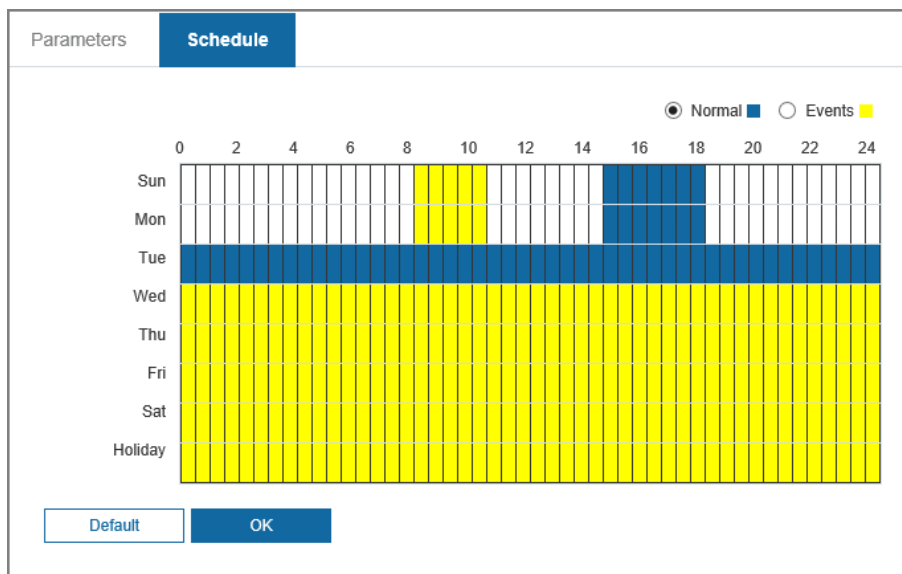 Parameters Schedule
Normal Events
0 2 4 6 8 10 12 14 16 18 20 22 24
Sun
Mon
Tue
Wed
Thu
Fri
Sat
Holiday
Default OK